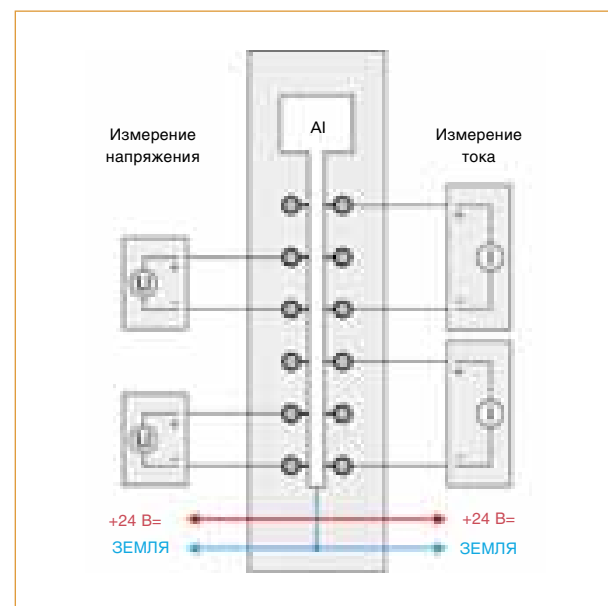 AI
Измерение
напряжения
Измерение
тока
U
+
−
+
−
I
U
+
−
+
−
I
+24 В=
+24 В=
ЗЕМЛЯ
ЗЕМЛЯ